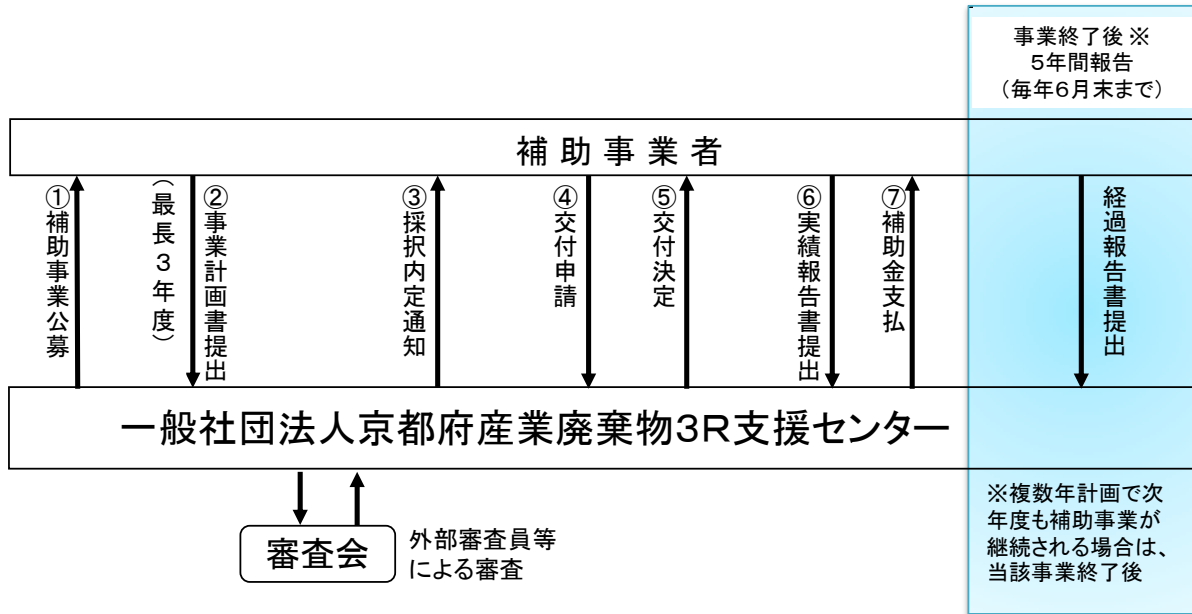 事業終了後※
5年間報告
（毎年6月末まで）
補助事業者
①補助事業公募
②事業計画書提出
（最長3年度）
③採択内定通知
④交付申請
⑤交付決定
⑥実績報告書提出
⑦補助金支払
経過報告書提出
一般社団法人京都府産業廃棄物3R支援センター
審査会
外部審査員等
による審査
※複数年計画で次
年度も補助事業が
継続される場合は、
当該事業終了後